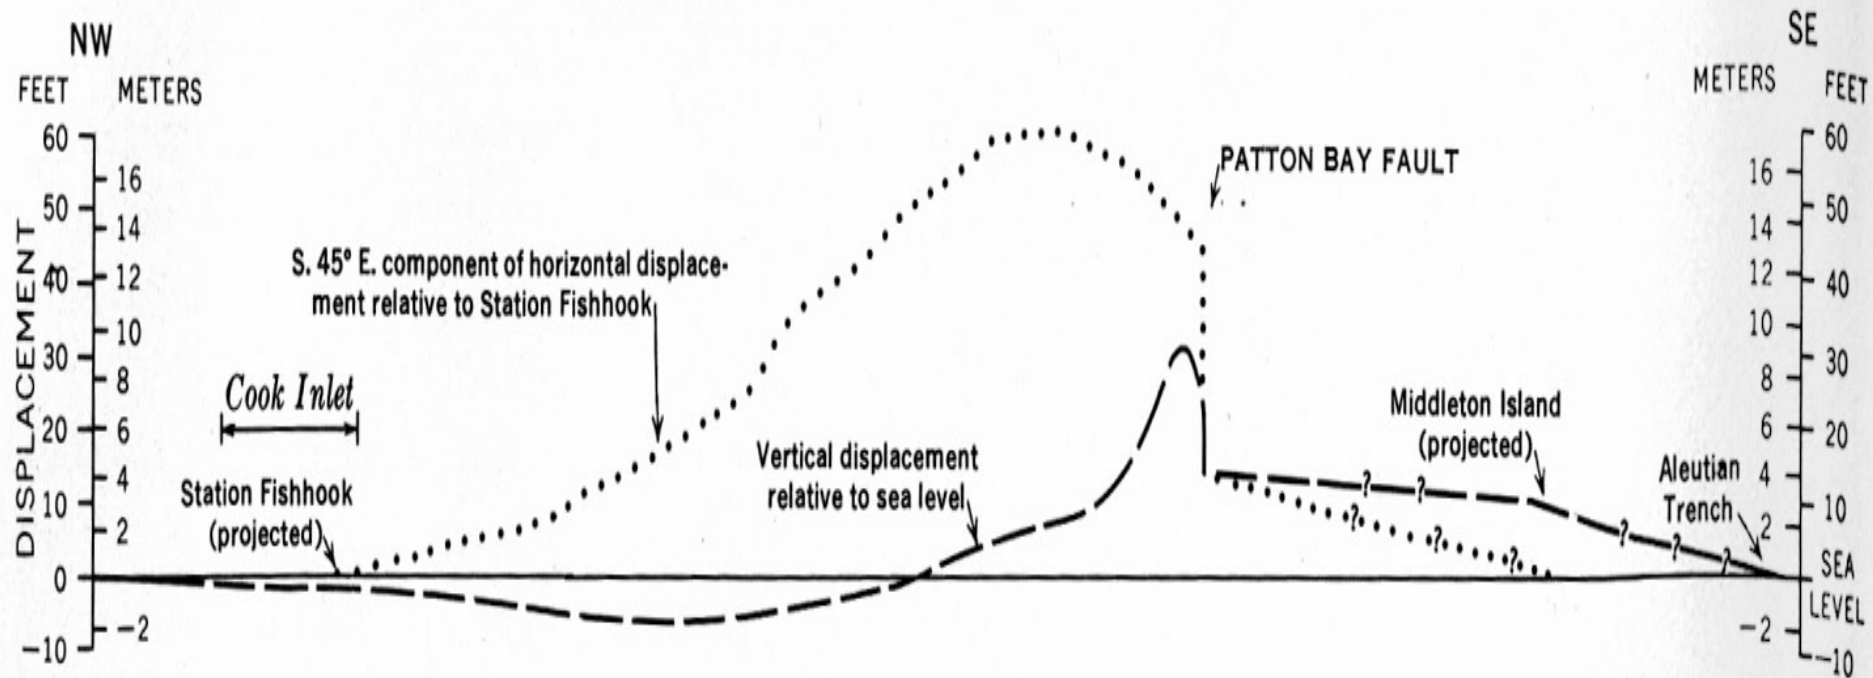 NW
SE
FEET METERS
METERS FEET
60
16
50
14
40
12
10
30
8
20
6
4
10
2
0
-2
-10
DISPLACEMENT
S. 45° E. component of horizontal displace-
ment relative to Station Fishhook
Cook Inlet
Station Fishhook
(projected)
Vertical displacement
relative to sea level
PATTON BAY FAULT
Middleton Island
(projected)
Aleutian
Trench
? ? ? ? ?
? ? ?
60
16
50
14
12
40
10
30
8
6
20
4
10
2
SEA
LEVEL
-2
-10